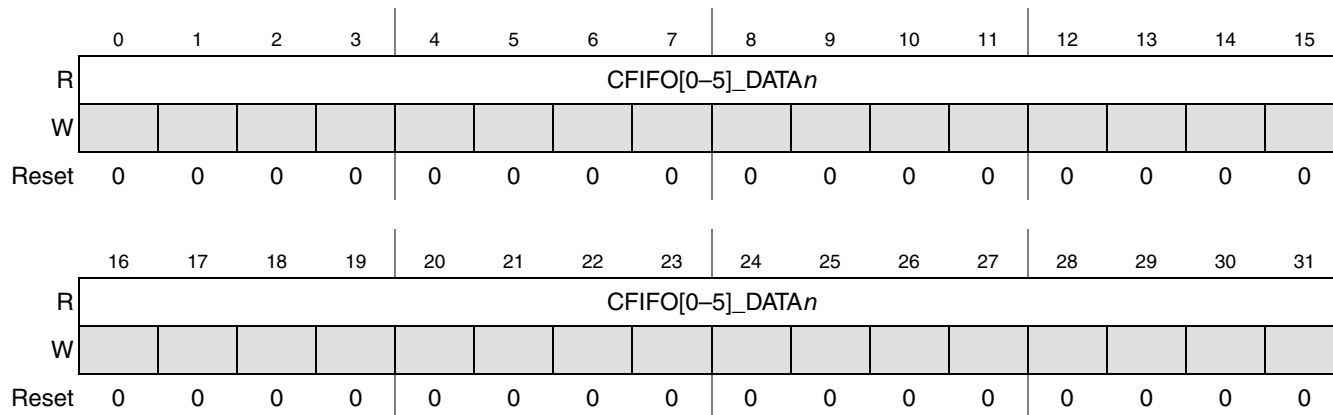 0 1 2 3 4 5 6 7 8 9 10 11 12 13 14 15
R CFIFO[0–5]_DATAn
W
Reset 0 0 0 0 0 0 0 0 0 0 0 0 0 0 0 0
16 17 18 19 20 21 22 23 24 25 26 27 28 29 30 31
R CFIFO[0–5]_DATAn
W
Reset 0 0 0 0 0 0 0 0 0 0 0 0 0 0 0 0